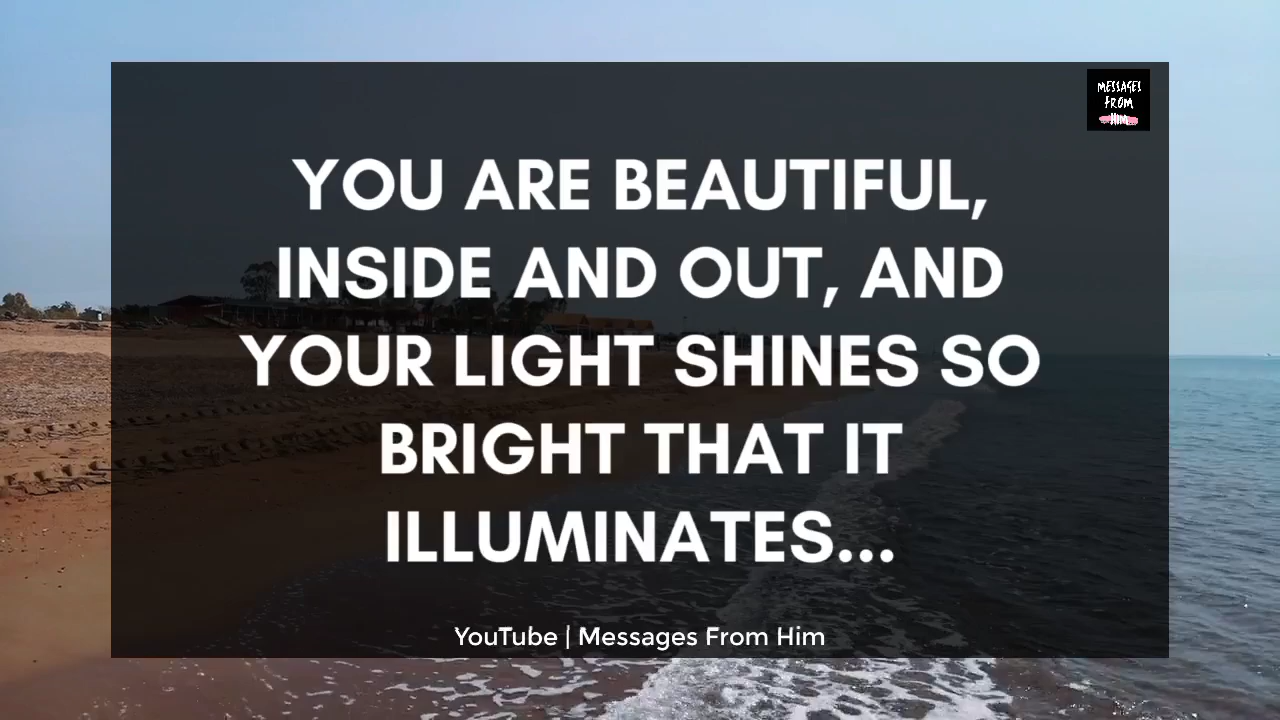 MESSAGES
FROM
HIM
YOU ARE BEAUTIFUL,
INSIDE AND OUT, AND
YOUR LIGHT SHINES SO
BRIGHT THAT IT
ILLUMINATES...
YouTube | Messages From Him